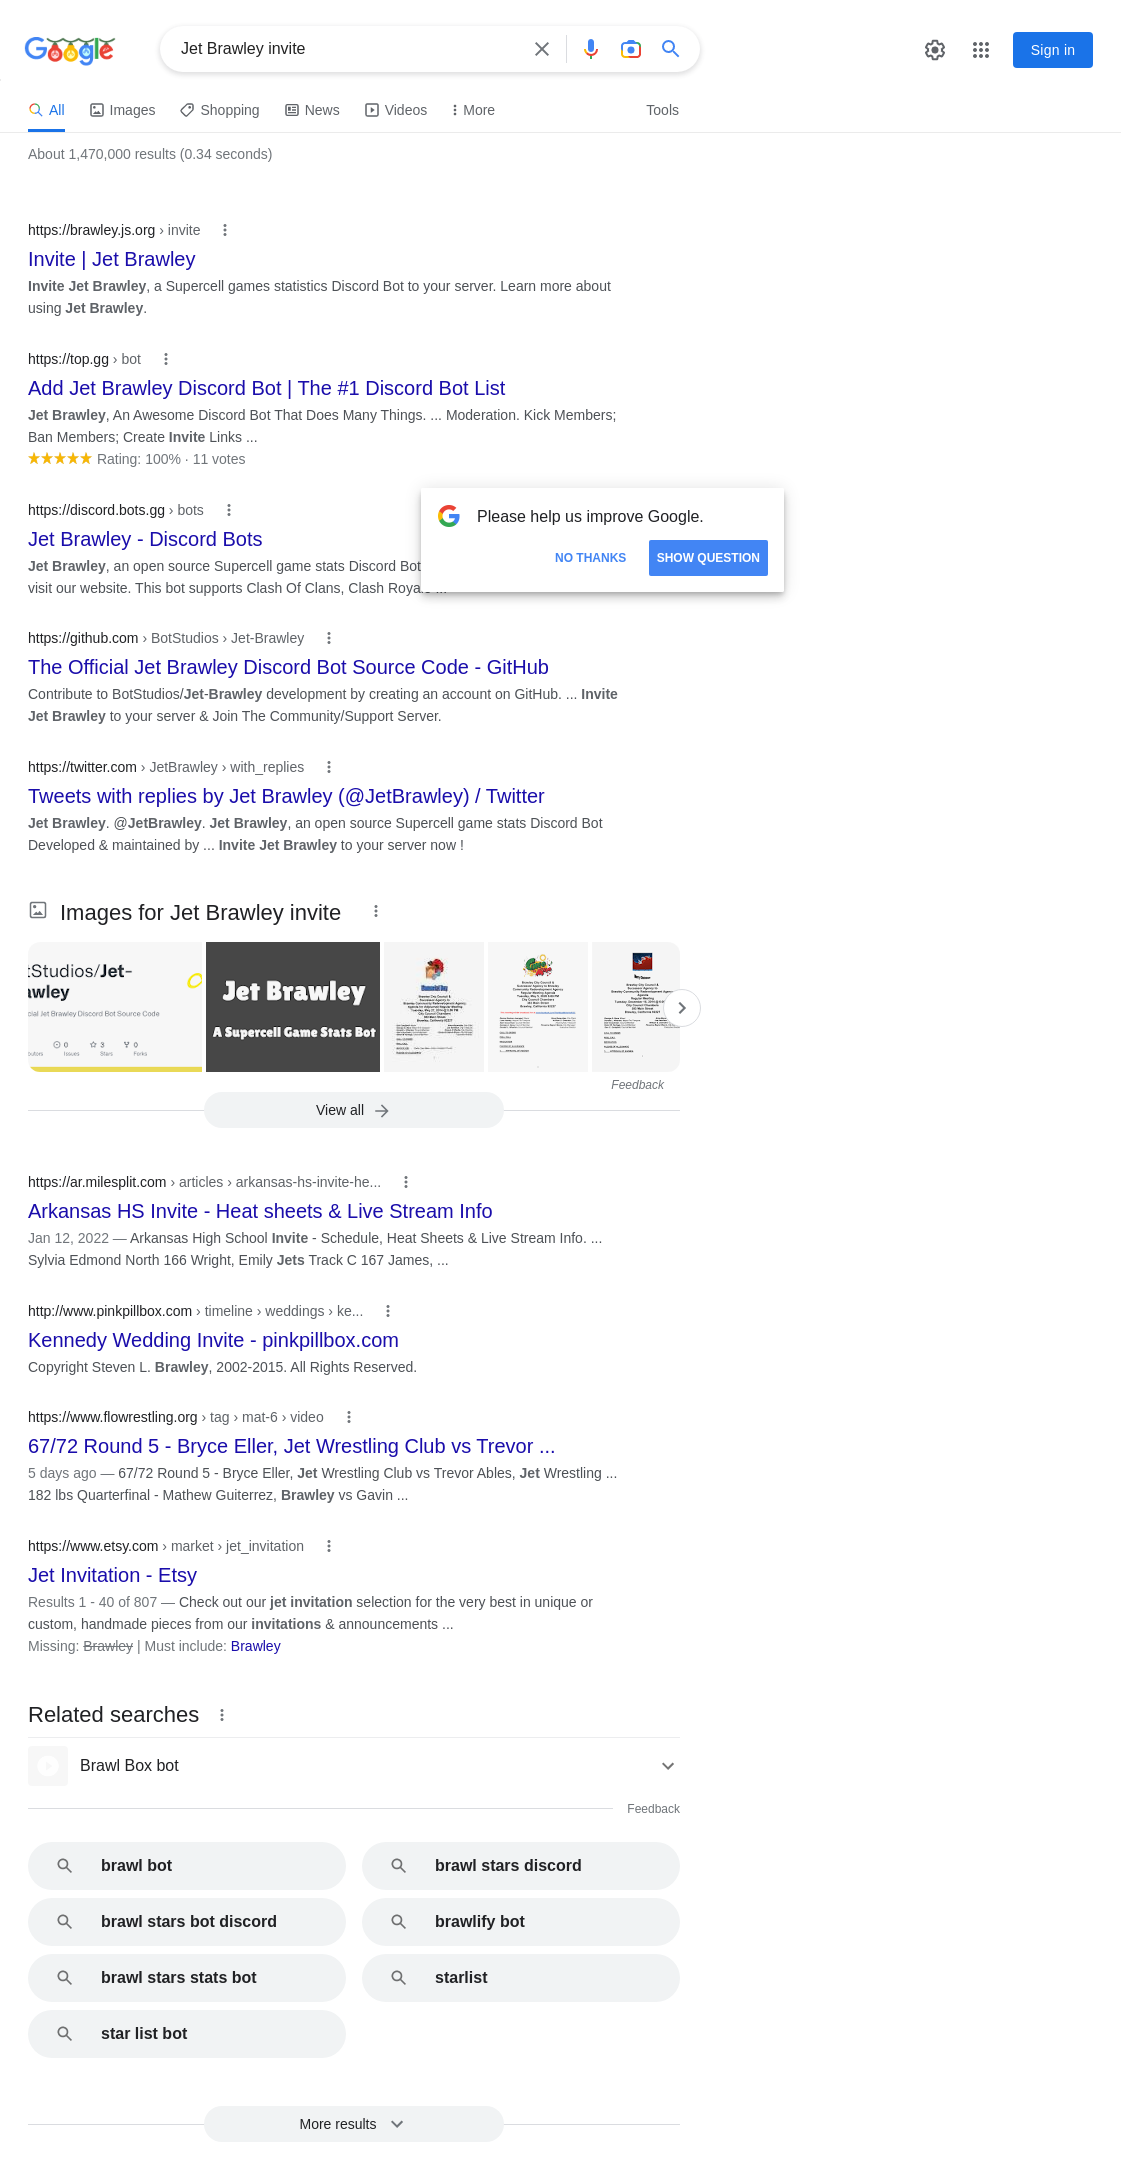 Google
Jet Brawley invite
Sign in
All
Images
Shopping
News
Videos
More
Tools
About 1,470,000 results (0.34 seconds)
https://brawley.js.org › invite
Invite | Jet Brawley
Invite Jet Brawley, a Supercell games statistics Discord Bot to your server. Learn more about
using Jet Brawley.
https://top.gg › bot
Add Jet Brawley Discord Bot | The #1 Discord Bot List
Jet Brawley, An Awesome Discord Bot That Does Many Things. ... Moderation. Kick Members;
Ban Members; Create Invite Links ...
Rating: 100% · 11 votes
https://discord.bots.gg › bots
Jet Brawley - Discord Bots
Jet Brawley, an open source Supercell game stats Discord Bot
visit our website. This bot supports Clash Of Clans, Clash Royale ...
Please help us improve Google.
NO THANKS
SHOW QUESTION
https://github.com › BotStudios › Jet-Brawley
The Official Jet Brawley Discord Bot Source Code - GitHub
Contribute to BotStudios/Jet-Brawley development by creating an account on GitHub. ... Invite
Jet Brawley to your server & Join The Community/Support Server.
https://twitter.com › JetBrawley › with_replies
Tweets with replies by Jet Brawley (@JetBrawley) / Twitter
Jet Brawley. @JetBrawley. Jet Brawley, an open source Supercell game stats Discord Bot
Developed & maintained by ... Invite Jet Brawley to your server now !
Images for Jet Brawley invite
tStudios/Jet-
wley
cial Jet Brawley Discord Bot Source Code
0
3
0
Issues
Stars
Forks
Jet Brawley
A Supercell Game Stats Bot
Feedback
View all
https://ar.milesplit.com › articles › arkansas-hs-invite-he...
Arkansas HS Invite - Heat sheets & Live Stream Info
Jan 12, 2022 — Arkansas High School Invite - Schedule, Heat Sheets & Live Stream Info. ...
Sylvia Edmond North 166 Wright, Emily Jets Track C 167 James, ...
http://www.pinkpillbox.com › timeline › weddings › ke...
Kennedy Wedding Invite - pinkpillbox.com
Copyright Steven L. Brawley, 2002-2015. All Rights Reserved.
https://www.flowrestling.org › tag › mat-6 › video
67/72 Round 5 - Bryce Eller, Jet Wrestling Club vs Trevor ...
5 days ago — 67/72 Round 5 - Bryce Eller, Jet Wrestling Club vs Trevor Ables, Jet Wrestling ...
182 lbs Quarterfinal - Mathew Guiterrez, Brawley vs Gavin ...
https://www.etsy.com › market › jet_invitation
Jet Invitation - Etsy
Results 1 - 40 of 807 — Check out our jet invitation selection for the very best in unique or
custom, handmade pieces from our invitations & announcements ...
Missing: Brawley | Must include: Brawley
Related searches
Brawl Box bot
Feedback
brawl bot
brawl stars discord
brawl stars bot discord
brawlify bot
brawl stars stats bot
starlist
star list bot
More results